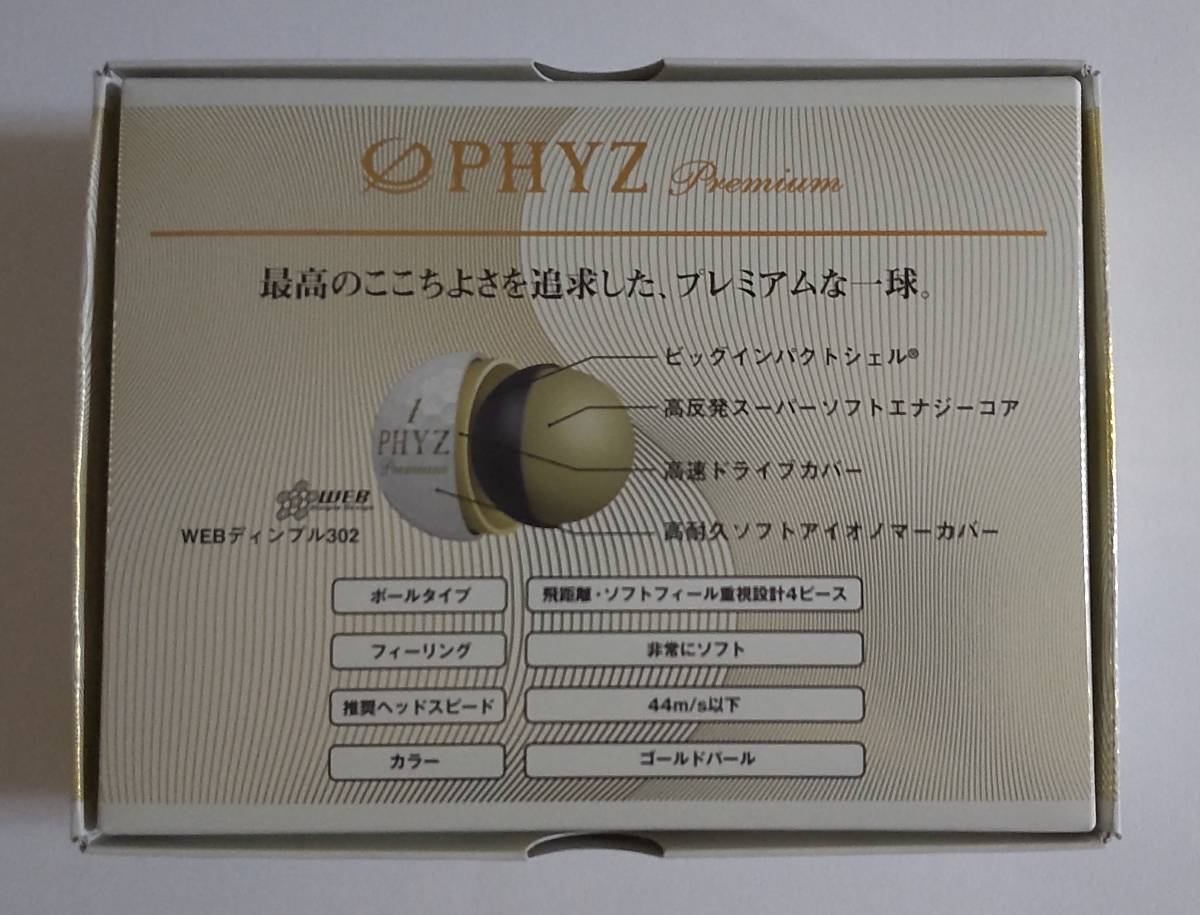 PHYZ Premium
最高のここちよさを追求した、プレミアムな一球。
ビッグインパクトシェル®
高反発スーパーソフトエナジーコア
高速ドライブカバー
高耐久ソフトアイオノマーカバー
1
PHYZ
Premium
WEB
WEBディンプル302
ボールタイプ 飛距離・ソフトフィール重視設計4ピース
フィーリング 非常にソフト
推奨ヘッドスピード 44m/s以下
カラー ゴールドパール